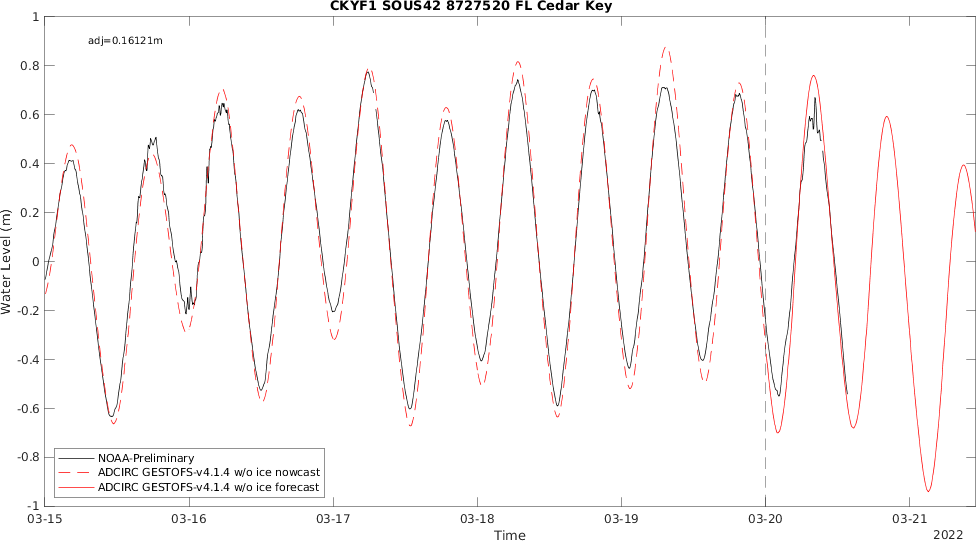 CKYF1 SOUS42 8727520 FL Cedar Key
adj=0.16121m
Water Level (m)
1
0.8
0.6
0.4
0.2
0
-0.2
-0.4
-0.6
-0.8
-1
NOAA-Preliminary
ADCIRC GESTOFS-v4.1.4 w/o ice nowcast
ADCIRC GESTOFS-v4.1.4 w/o ice forecast
03-15 03-16 03-17 03-18 03-19 03-20 03-21
Time
2022